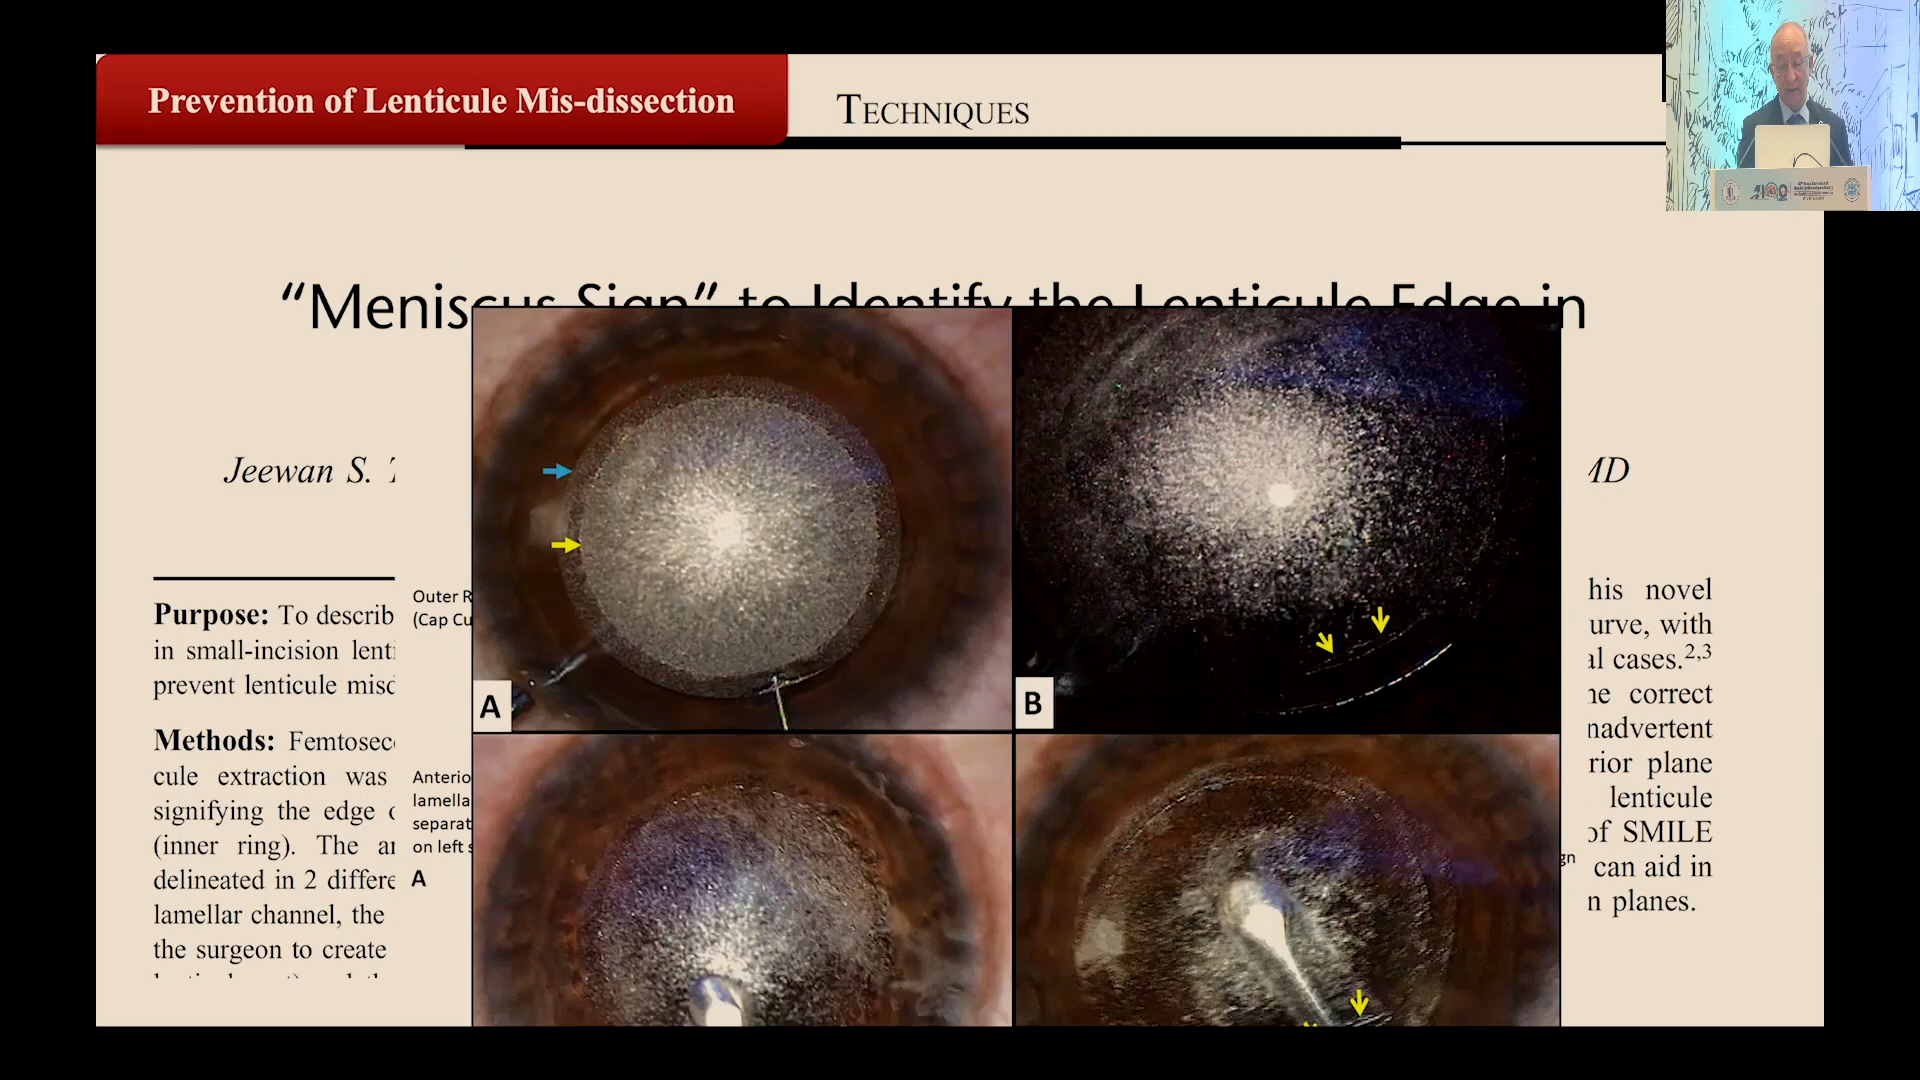 Prevention of Lenticule Mis-dissection
TECHNIQUES
“Meniscus Sign” to Identify the Lenticule Edge in
Jeewan S.
MD
Purpose: To describ
in small-incision lenti
prevent lenticule misd
Methods: Femtosec
cule extraction was
signifying the edge
(inner ring). The an
delineated in 2 differe
lamellar channel, the
the surgeon to create
Outer R
(Cap Cu
Anterio
lamella
separat
on left s
A
A
B
gn
his novel
urve, with
al cases.2,3
ne correct
nadvertent
rior plane
lenticule
of SMILE
can aid in
n planes.